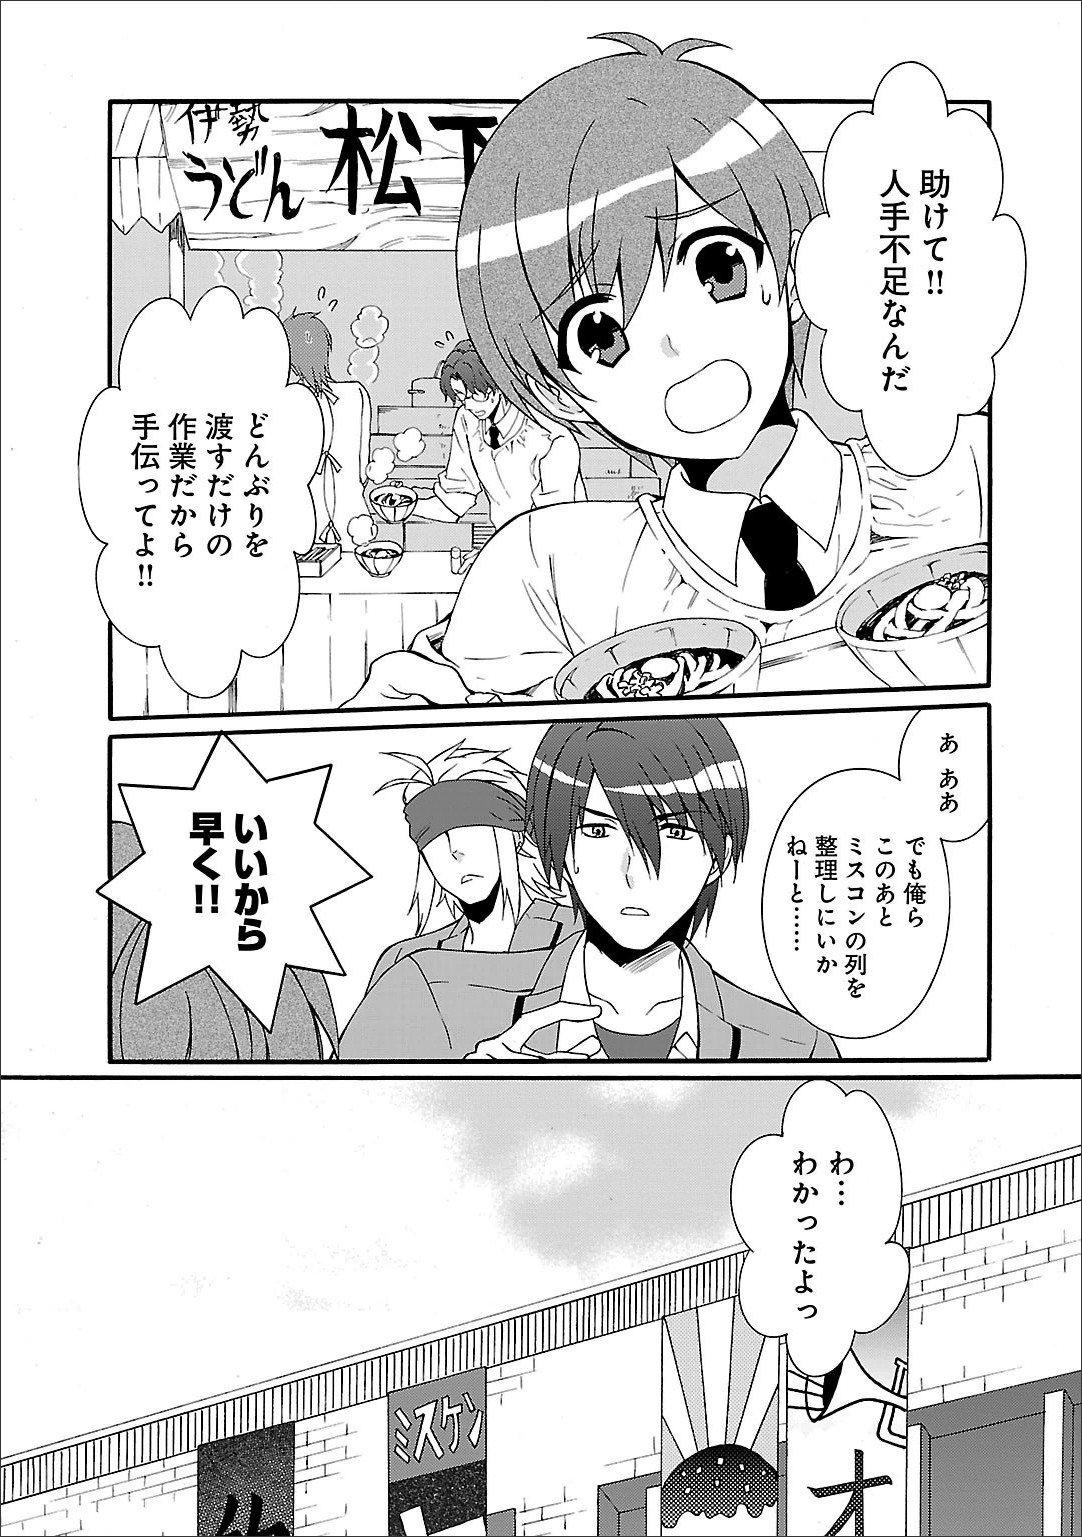 助けて!!
人手不足なんだ
伊勢
うどん
松下
どんぶりを
渡すだけの
作業だから
手伝ってよ!!
あ ああ
でも俺ら
このあと
ミスコンの列を
整理しにいか
ねーと……
いいから
早く!!
わ…
わかったよっ
オ
ミスケン